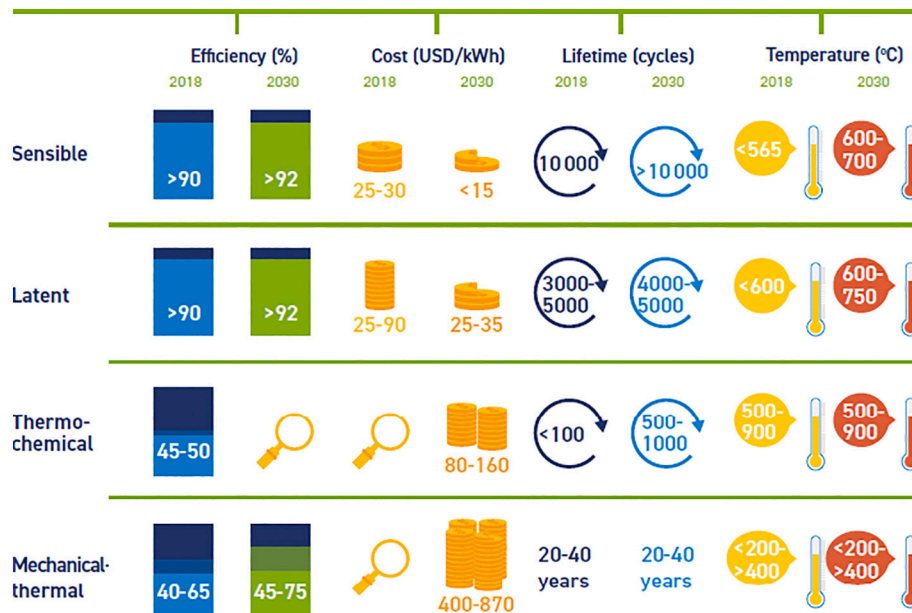 Efficiency (%) Cost (USD/kWh) Lifetime (cycles) Temperature (°C)
2018 2030 2018 2030 2018 2030 2018 2030
Sensible >90 >92 25-30 <15 10 000 >10 000 <565 600-
700
Latent >90 >92 25-90 25-35 3000-
5000 4000-
5000 <600 600-
750
Thermo-
chemical 45-50 80-160 <100 500-
1000 500-
900 500-
900
Mechanical-
thermal 40-65 45-75 400-870 20-40
years 20-40
years <200-
>400 <200-
>400